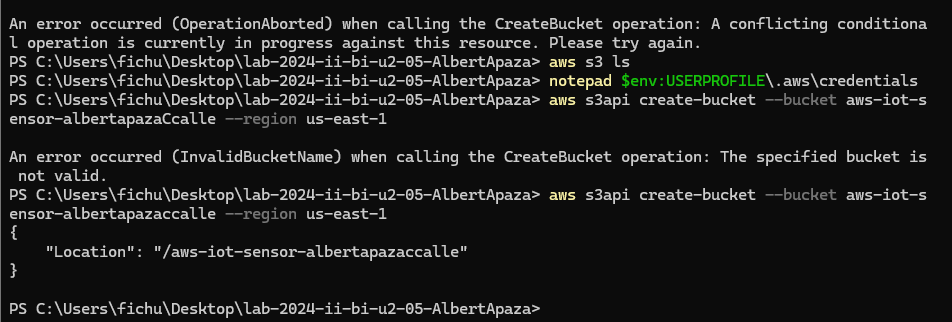 An error occurred (OperationAborted) when calling the CreateBucket operation: A conflicting conditiona
l operation is currently in progress against this resource. Please try again.
PS C:\Users\fichu\Desktop\lab-2024-ii-bi-u2-05-AlbertApaza> aws s3 ls
PS C:\Users\fichu\Desktop\lab-2024-ii-bi-u2-05-AlbertApaza> notepad $env:USERPROFILE\.aws\credentials
PS C:\Users\fichu\Desktop\lab-2024-ii-bi-u2-05-AlbertApaza> aws s3api create-bucket --bucket aws-iot-s
ensor-albertapazaCcalle --region us-east-1
An error occurred (InvalidBucketName) when calling the CreateBucket operation: The specified bucket is
 not valid.
PS C:\Users\fichu\Desktop\lab-2024-ii-bi-u2-05-AlbertApaza> aws s3api create-bucket --bucket aws-iot-s
ensor-albertapazaccalle --region us-east-1
{
    "Location": "/aws-iot-sensor-albertapazaccalle"
}
PS C:\Users\fichu\Desktop\lab-2024-ii-bi-u2-05-AlbertApaza>